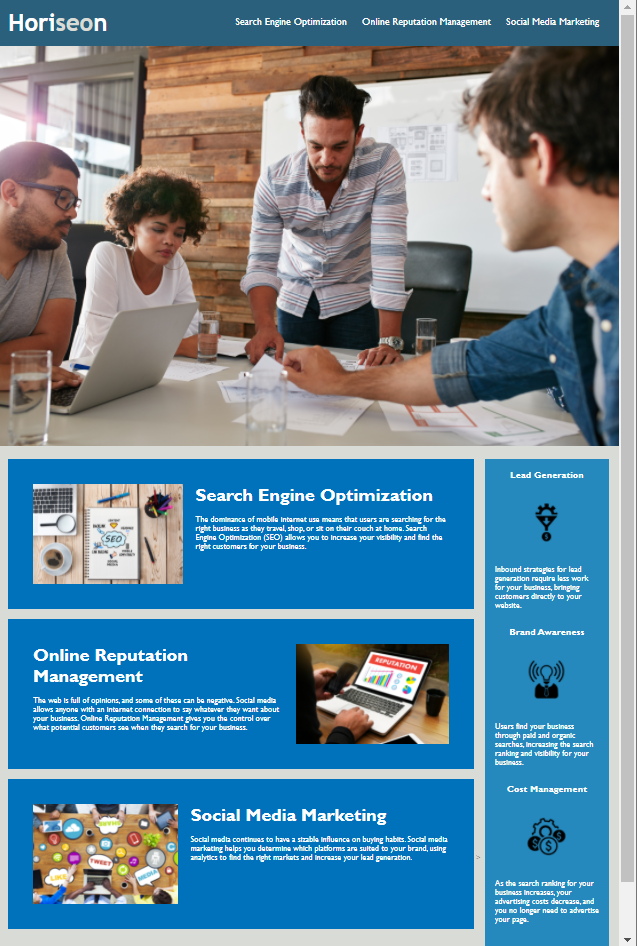 Horiseon
Search Engine Optimization
Online Reputation Management
Social Media Marketing
SEO
Search Engine Optimization
The dominance of mobile internet use means that users are searching for the
right business as they travel, shop, or sit on their couch at home. Search
Engine Optimization (SEO) allows you to increase your visibility and find the
right customers for your business.
Online Reputation
Management
The web is full of opinions, and some of these can be negative. Social media
allows anyone with an internet connection to say whatever they want about
your business. Online Reputation Management gives you the control over
what potential customers see when they search for your business.
REPUTATION
LIKE
TWEET
MEDIA
Social Media Marketing
Social media continues to have a sizable influence on buying habits. Social media
marketing helps you determine which platforms are suited to your brand, using
analytics to find the right markets and increase your lead generation.
>
Lead Generation
Inbound strategies for lead
generation require less work
for your business, bringing
customers directly to your
website.
Brand Awareness
Users find your business
through paid and organic
searches, increasing the search
ranking and visibility for your
business.
Cost Management
As the search ranking for your
business increases, your
advertising costs decrease, and
you no longer need to advertise
your page.